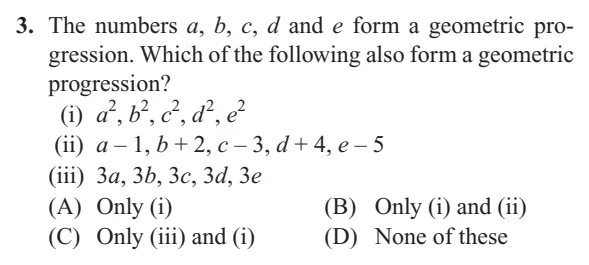 3. The numbers a, b, c, d and e form a geometric pro-
gression. Which of the following also form a geometric
progression?
(i) a², b², c², d², e²
(ii) a – 1, b + 2, c – 3, d + 4, e – 5
(iii) 3a, 3b, 3c, 3d, 3e
(A) Only (i) (B) Only (i) and (ii)
(C) Only (iii) and (i) (D) None of these